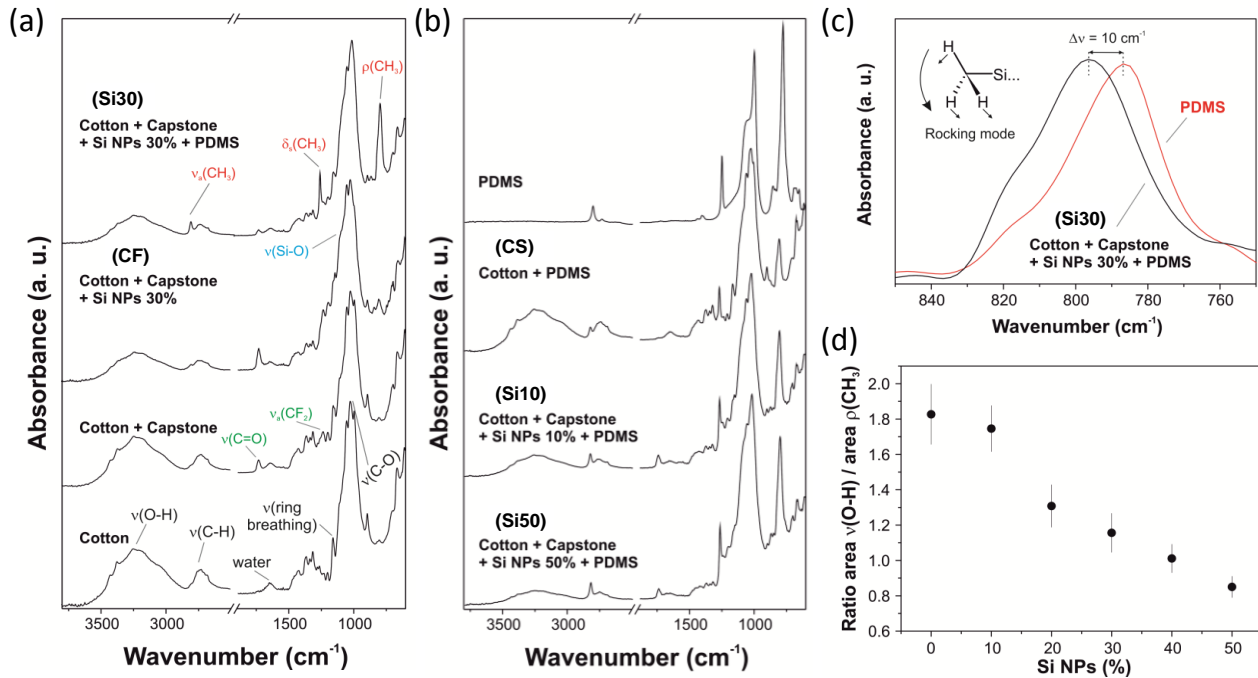 (a)
(Si30)
Cotton + Capstone
+ Si NPs 30% + PDMS
ρ(CH₃)
δₛ(CH₃)
νₐ(CH₃)
ν(Si-O)
(CF)
Cotton + Capstone
+ Si NPs 30%
Cotton + Capstone
ν(C=O)
νₐ(CF₂)
ν(C-O)
Cotton
ν(O-H)
ν(C-H)
water
ν(ring
breathing)
Absorbance (a. u.)
3750 3000 1500 1000
Wavenumber (cm⁻¹)
(b)
PDMS
(CS)
Cotton + PDMS
(Si10)
Cotton + Capstone
+ Si NPs 10% + PDMS
(Si50)
Cotton + Capstone
+ Si NPs 50% + PDMS
Absorbance (a. u.)
3750 3000 1500 1000
Wavenumber (cm⁻¹)
(c)
Δν = 10 cm⁻¹
H
Si...
H H
Rocking mode
PDMS
(Si30)
Cotton + Capstone
+ Si NPs 30% + PDMS
Absorbance (a. u.)
840 820 800 780 760
Wavenumber (cm⁻¹)
(d)
Ratio area ν(O-H) / area ρ(CH₃)
2.0
1.8
1.6
1.4
1.2
1.0
0.8
0.6
0 10 20 30 40 50
Si NPs (%)